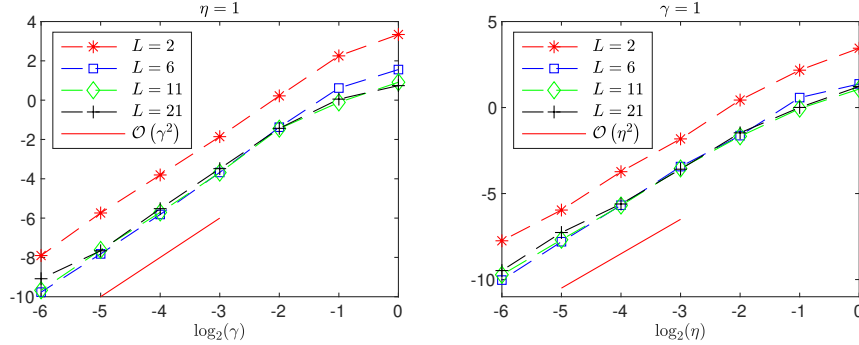 η = 1
4
2
0
-2
-4
-6
-8
-10
L = 2
L = 6
L = 11
L = 21
O (γ²)
-6 -5 -4 -3 -2 -1 0
log₂(γ)
γ = 1
5
0
-5
-10
L = 2
L = 6
L = 11
L = 21
O (η²)
-6 -5 -4 -3 -2 -1 0
log₂(η)